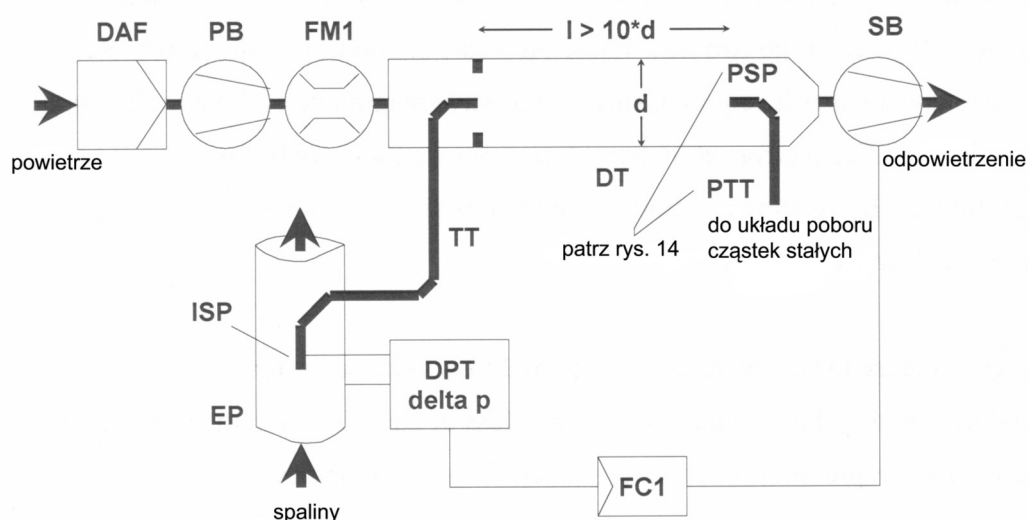 DAF
PB
FM1
l > 10*d
SB
PSP
d
powietrze
odpowietrzenie
DT
PTT
TT
patrz rys. 14
do układu poboru
cząstek stałych
ISP
DPT
delta p
EP
FC1
spaliny